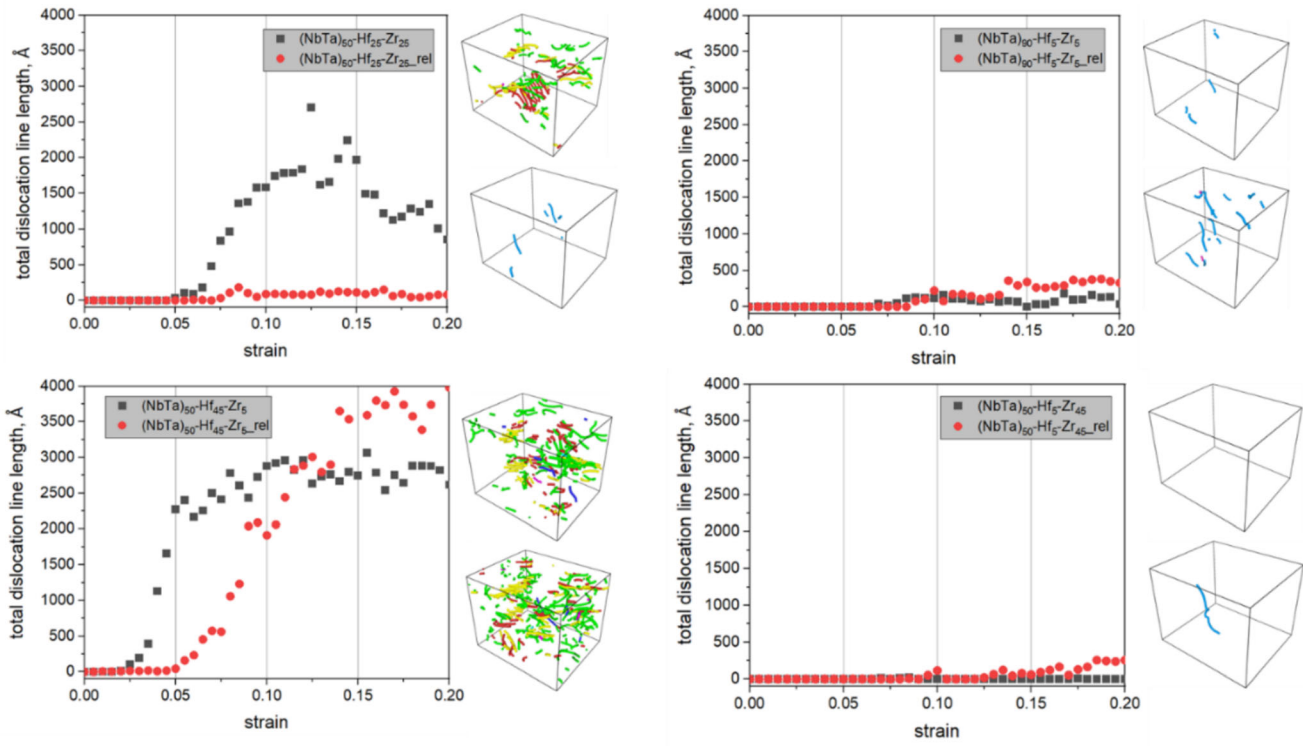 total dislocation line length, Å
4000
3500
3000
2500
2000
1500
1000
500
0
(NbTa)50-Hf25-Zr25
(NbTa)50-Hf25-Zr25_rel
0.00 0.05 0.10 0.15 0.20
strain
total dislocation line length, Å
4000
3500
3000
2500
2000
1500
1000
500
0
(NbTa)90-Hf5-Zr5
(NbTa)90-Hf5-Zr5_rel
0.00 0.05 0.10 0.15 0.20
strain
total dislocation line length, Å
4000
3500
3000
2500
2000
1500
1000
500
0
(NbTa)50-Hf45-Zr5
(NbTa)50-Hf45-Zr5_rel
0.00 0.05 0.10 0.15 0.20
strain
total dislocation line length, Å
4000
3500
3000
2500
2000
1500
1000
500
0
(NbTa)50-Hf5-Zr45
(NbTa)50-Hf5-Zr45_rel
0.00 0.05 0.10 0.15 0.20
strain